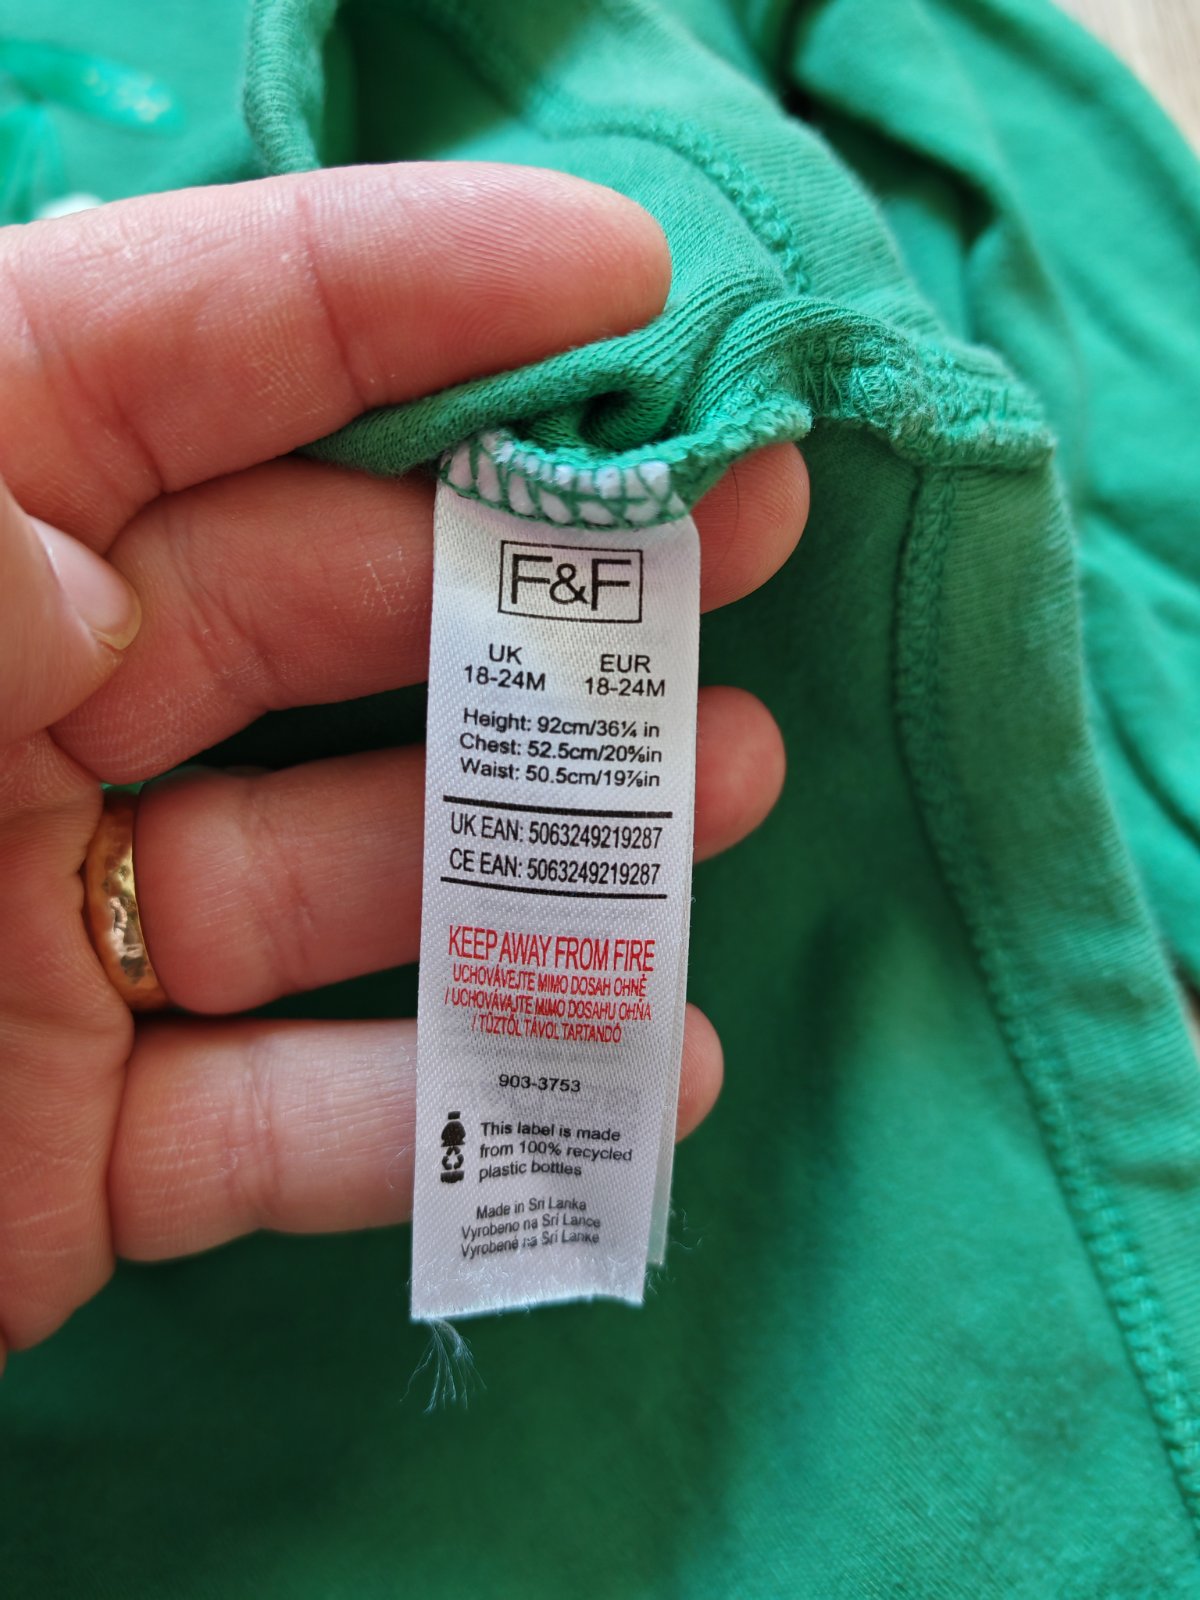 F&F
UK EUR
18-24M 18-24M
Height: 92cm/36¼ in
Chest: 52.5cm/20⅝in
Waist: 50.5cm/19⅞in
UK EAN: 5063249219287
CE EAN: 5063249219287
KEEP AWAY FROM FIRE
UCHOVÁVEJTE MIMO DOSAH OHNĚ
/ UCHOVÁVAJTE MIMO DOSAHU OHŇA
/ TŰZTŐL TÁVOL TARTANDÓ
903-3753
This label is made
from 100% recycled
plastic bottles
Made in Sri Lanka
Vyrobeno na Srí Lance
Vyrobené na Srí Lanke